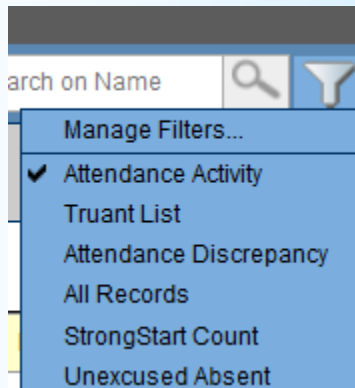 arch on Name
Manage Filters...
Attendance Activity
Truant List
Attendance Discrepancy
All Records
StrongStart Count
Unexcused Absent